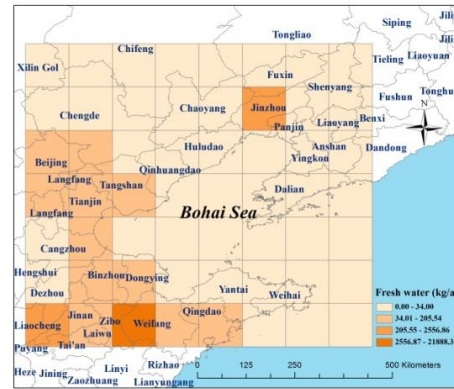 Siping
Jili
Tongliao
Jili
Chifeng
Liaoyuan
Tieling
Xilin Gol
Fuxin
Shenyang
Fushun
Tonghu
Chaoyang
Jinzhou
N
Chengde
Liaoyang
Benxi
Panjin
Anshan
Dandong
Huludao
Beijing
Yingkou
Qinhuangdao
Langfang
Tangshan
Dalian
Tianjin
Langfang
Bohai Sea
Cangzhou
Hengshui
Binzhou
Dongying
Dezhou
Yantai
Weihai
Fresh water (kg/a
0.00 - 34.00
34.01 - 205.54
205.55 - 2556.86
2556.87 - 21888.3
Jinan
Qingdao
Liaocheng
Zibo
Weifang
Laiwu
Puyang
Tai'an
Rizhao
Heze
Jining
Linyi
Zaozhuang
Lianyungang
0
125
250
500 Kilometers